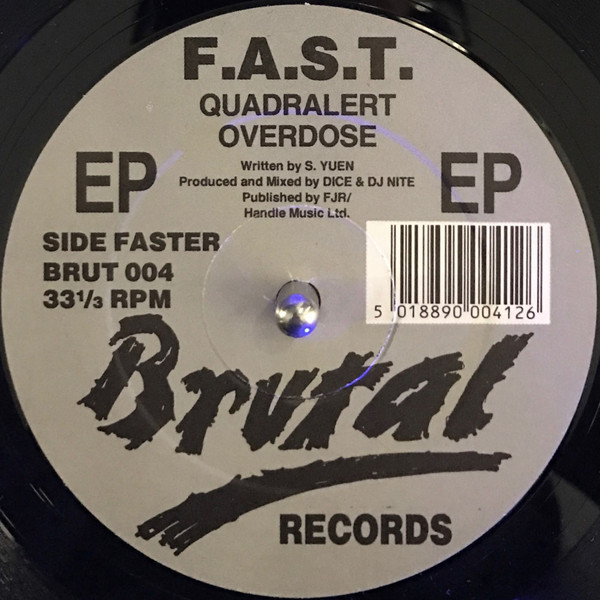 F.A.S.T.
QUADRALERT
OVERDOSE
EP
EP
Written by S. YUEN
Produced and Mixed by DICE & DJ NITE
Published by FJR/
Handle Music Ltd.
SIDE FASTER
BRUT 004
33⅓ RPM
5 018890 004126
Brutal
RECORDS